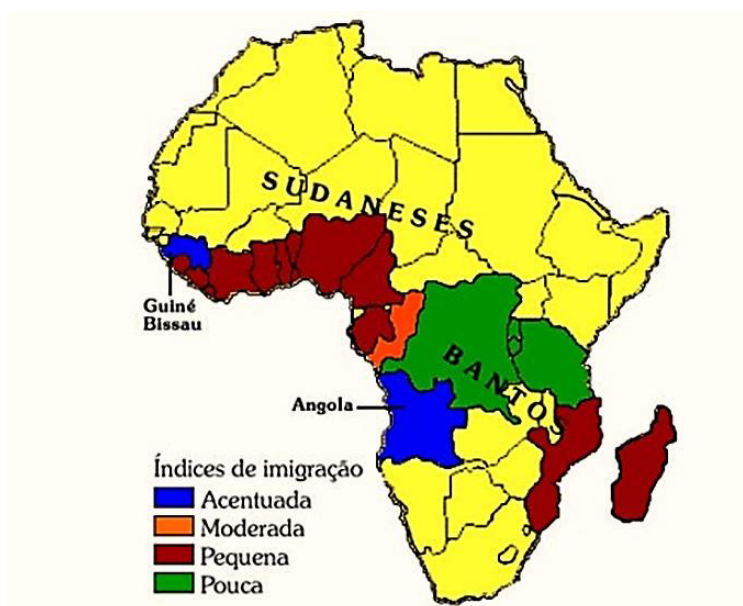 SUDANESES
Guiné
Bissau
BANTOS
Angola
Índices de imigração
Acentuada
Moderada
Pequena
Pouca